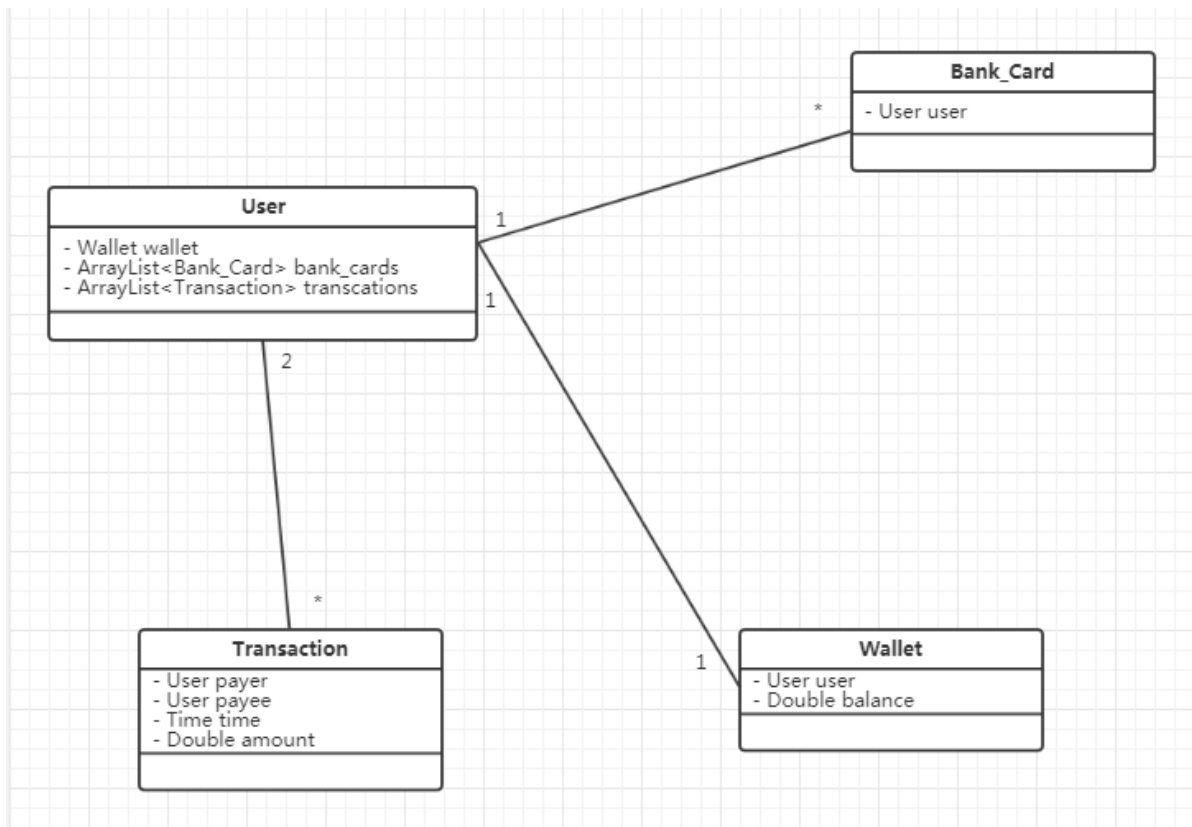 Bank_Card
- User user
*
1
User
- Wallet wallet
- ArrayList<Bank_Card> bank_cards
- ArrayList<Transaction> transcations
1
2
*
Transaction
- User payer
- User payee
- Time time
- Double amount
1
Wallet
- User user
- Double balance